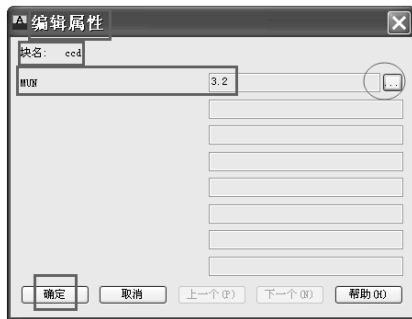 编辑属性
块名: ccd
MUN 3.2 ...
确定 取消 上一个(P) 下一个(N) 帮助(H)